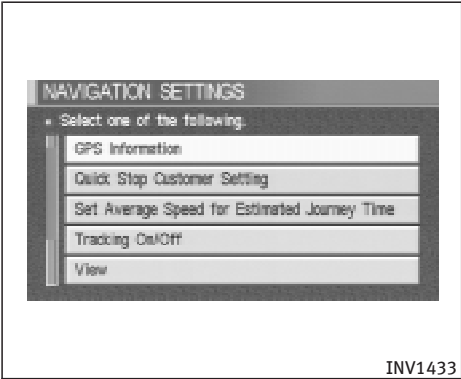 NAVIGATION SETTINGS
• Select one of the following.
GPS Information
Quick Stop Customer Setting
Set Average Speed for Estimated Journey Time
Tracking On/Off
View
INV1433